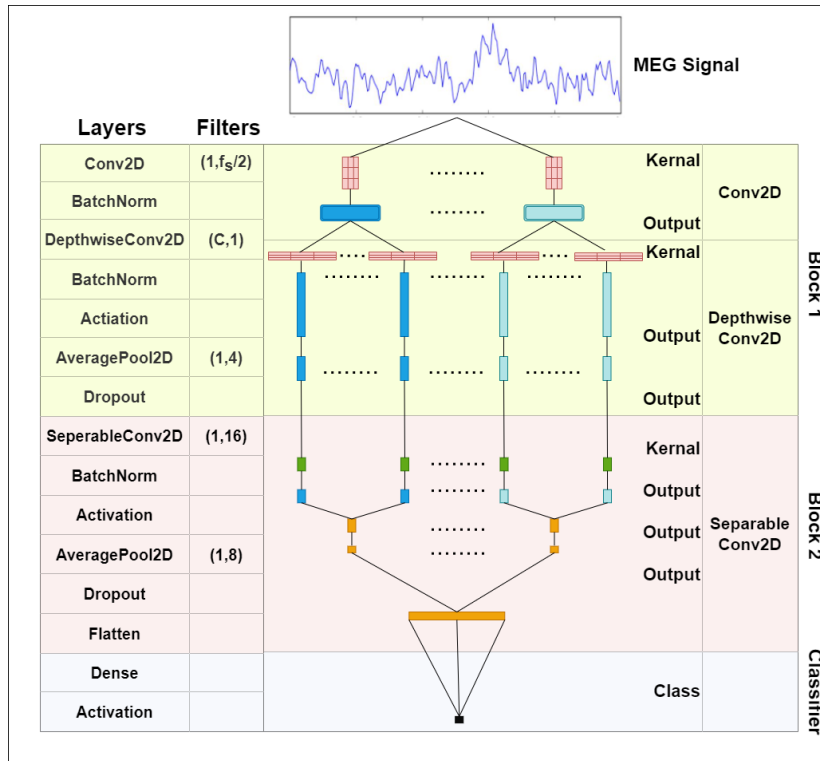 MEG Signal
Layers Filters
Conv2D (1,fs/2) Kernal
BatchNorm Conv2D
Output
DepthwiseConv2D (C,1) Kernal
BatchNorm
Block 1
Actiation
Output Depthwise
Conv2D
AveragePool2D (1,4)
Dropout Output
SeperableConv2D (1,16) Kernal
BatchNorm
Output
Activation Output Separable
Conv2D
Block 2
AveragePool2D (1,8)
Output
Dropout
Flatten
Dense
Class
Classifier
Activation